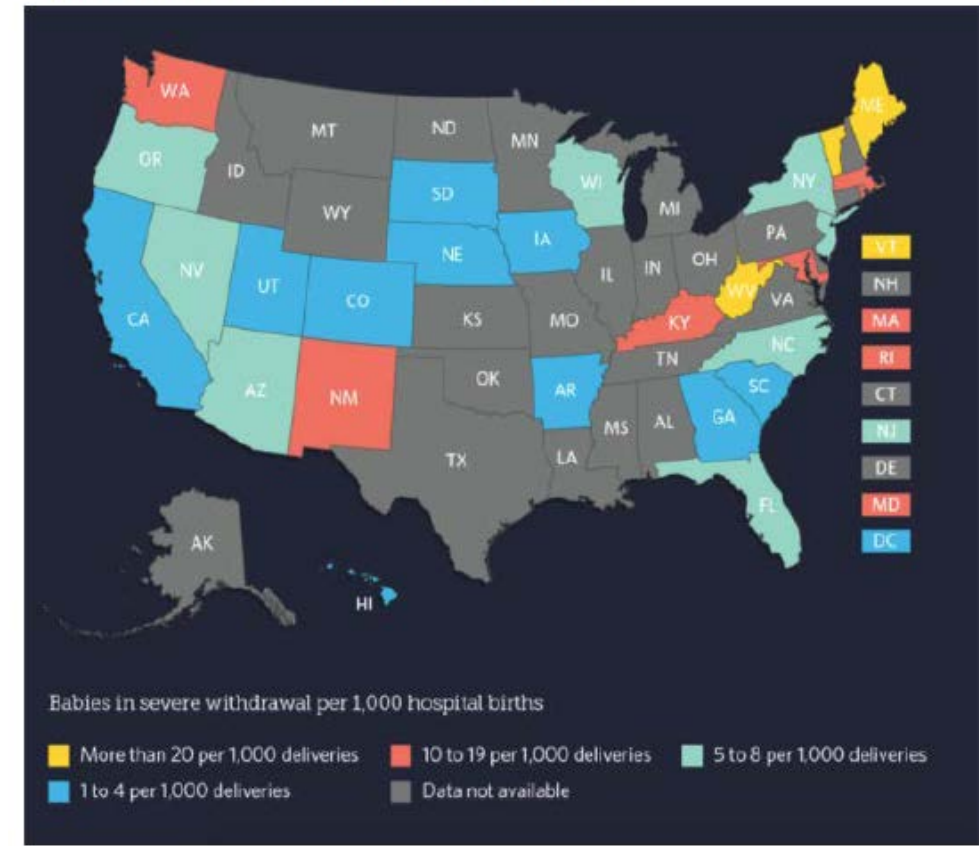 WA
MT
ND
MN
ME
OR
ID
SD
WI
NY
WY
MI
IA
NE
PA
NV
UT
CO
IL
IN
OH
WV
VA
CA
KS
MO
KY
NC
TN
AZ
NM
OK
AR
SC
GA
MS
AL
TX
LA
FL
AK
HI
VT
NH
MA
RI
CT
NJ
DE
MD
DC
Babies in severe withdrawal per 1,000 hospital births
More than 20 per 1,000 deliveries 10 to 19 per 1,000 deliveries 5 to 8 per 1,000 deliveries
1 to 4 per 1,000 deliveries Data not available